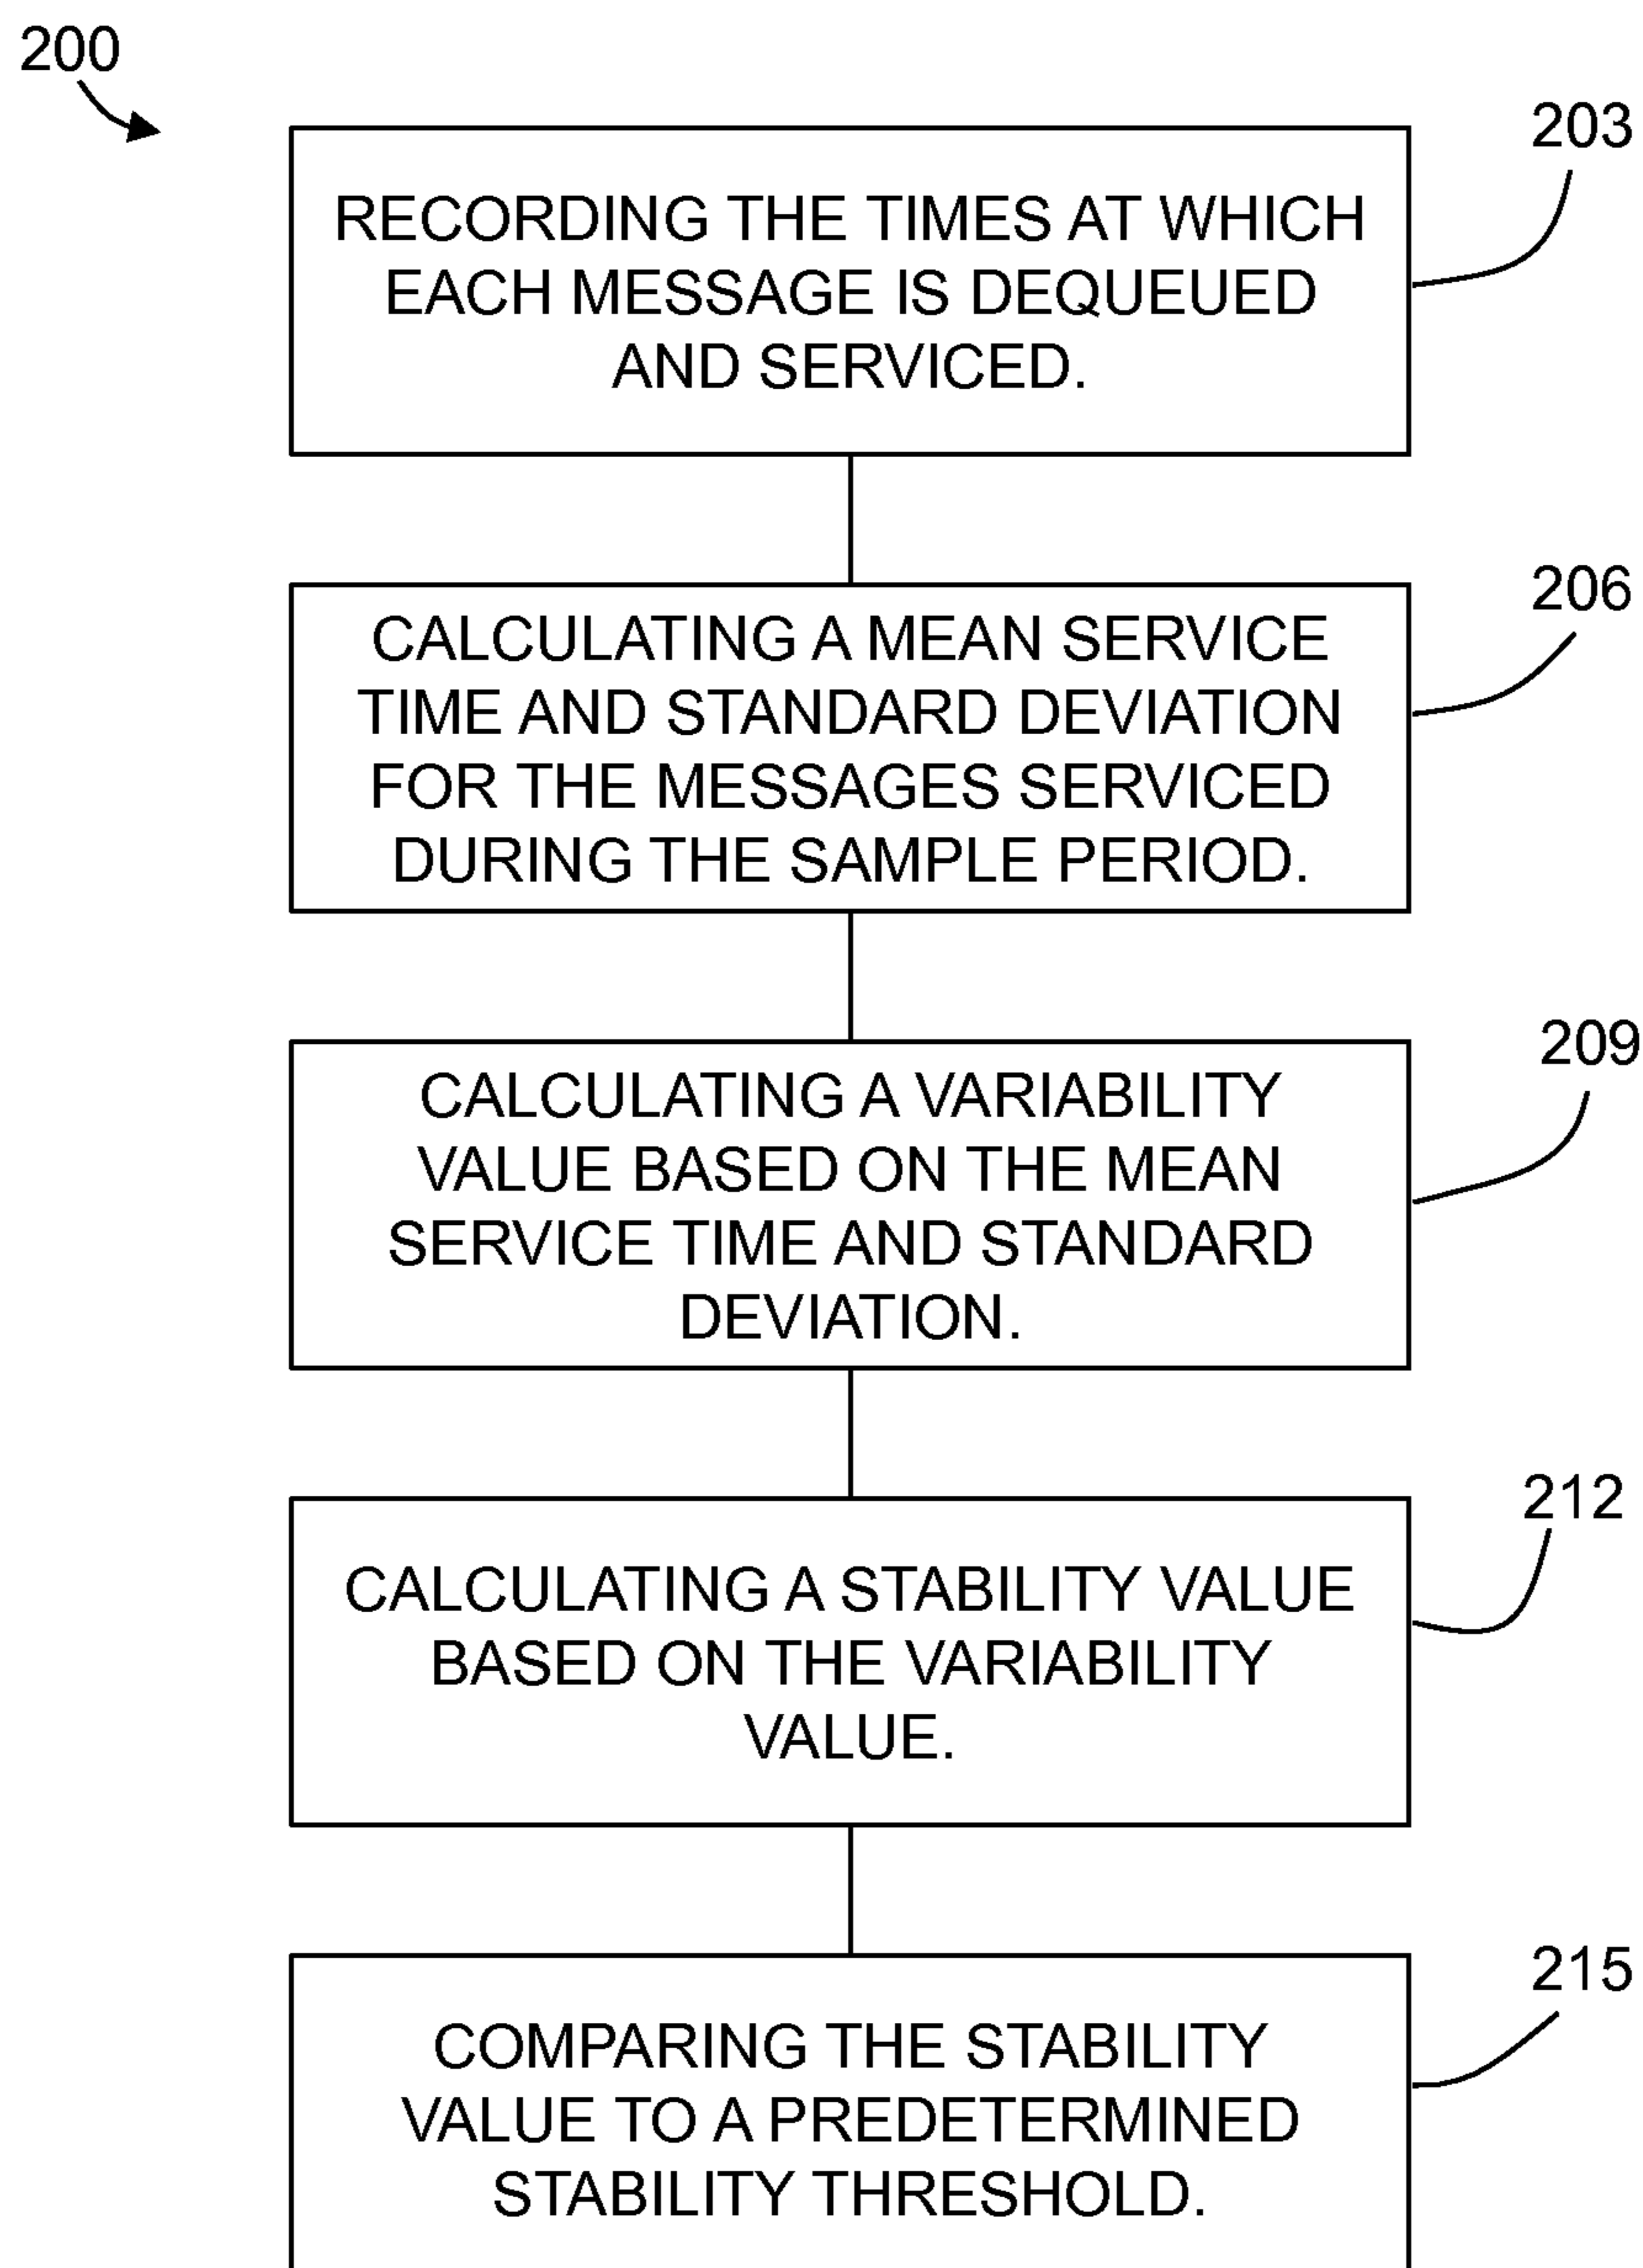 200
203
RECORDING THE TIMES AT WHICH
EACH MESSAGE IS DEQUEUED
AND SERVICED.
206
CALCULATING A MEAN SERVICE
TIME AND STANDARD DEVIATION
FOR THE MESSAGES SERVICED
DURING THE SAMPLE PERIOD.
209
CALCULATING A VARIABILITY
VALUE BASED ON THE MEAN
SERVICE TIME AND STANDARD
DEVIATION.
212
CALCULATING A STABILITY VALUE
BASED ON THE VARIABILITY
VALUE.
215
COMPARING THE STABILITY
VALUE TO A PREDETERMINED
STABILITY THRESHOLD.